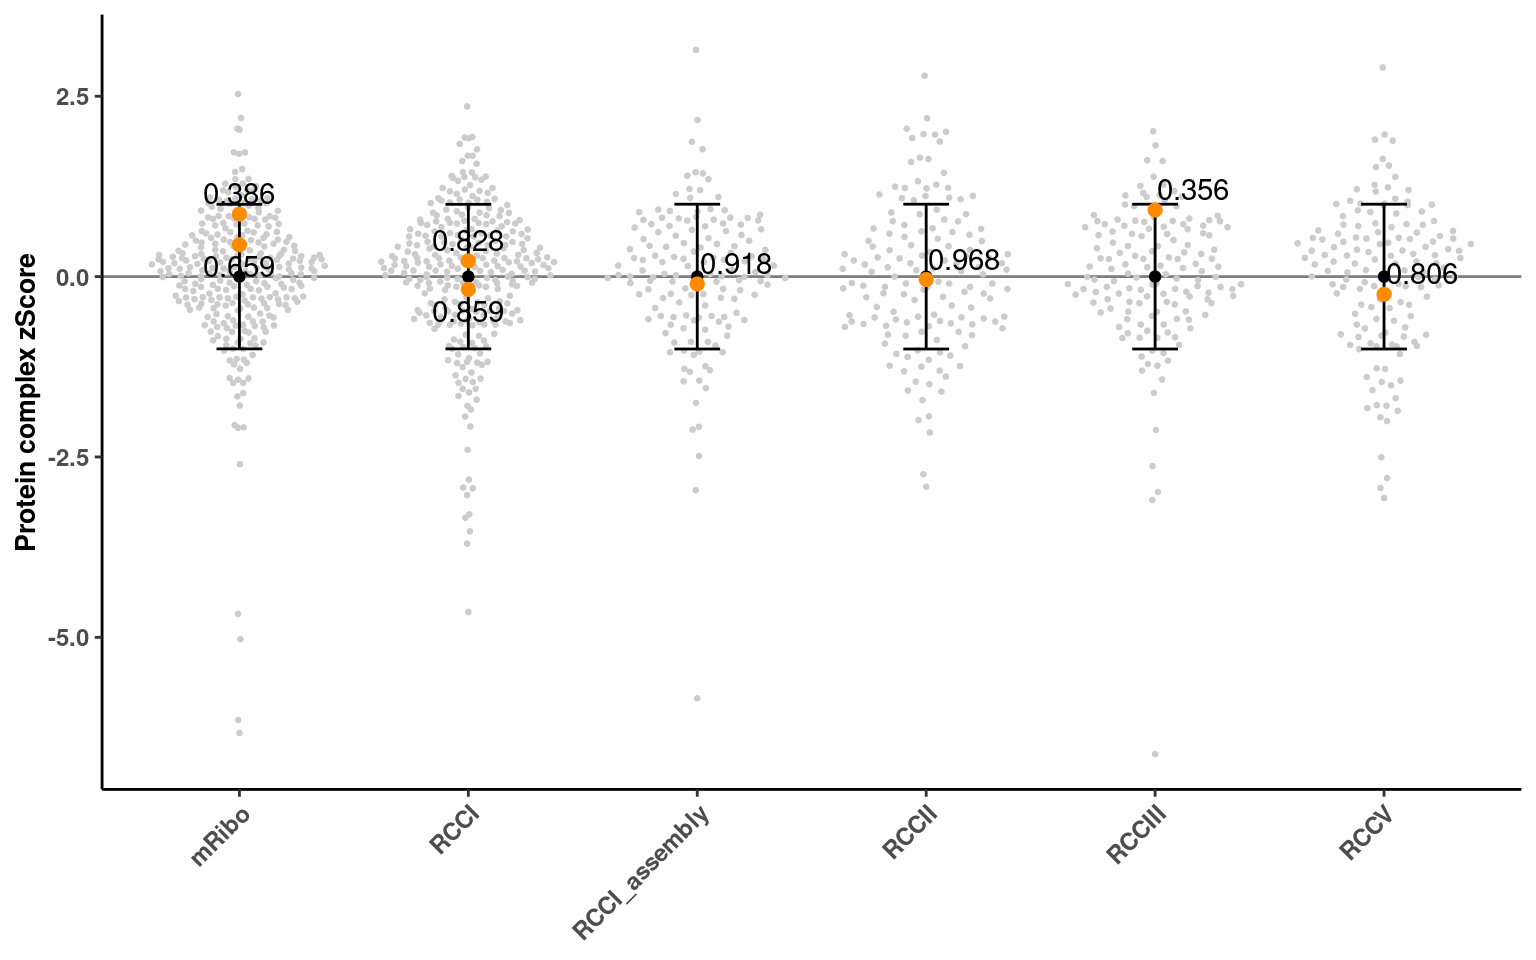 Protein complex zScore
2.5
0.0
-2.5
-5.0
0.386
0.659
0.828
0.859
0.918
0.968
0.356
0.806
mRibo
RCCI
RCCI_assembly
RCCII
RCCIII
RCCV